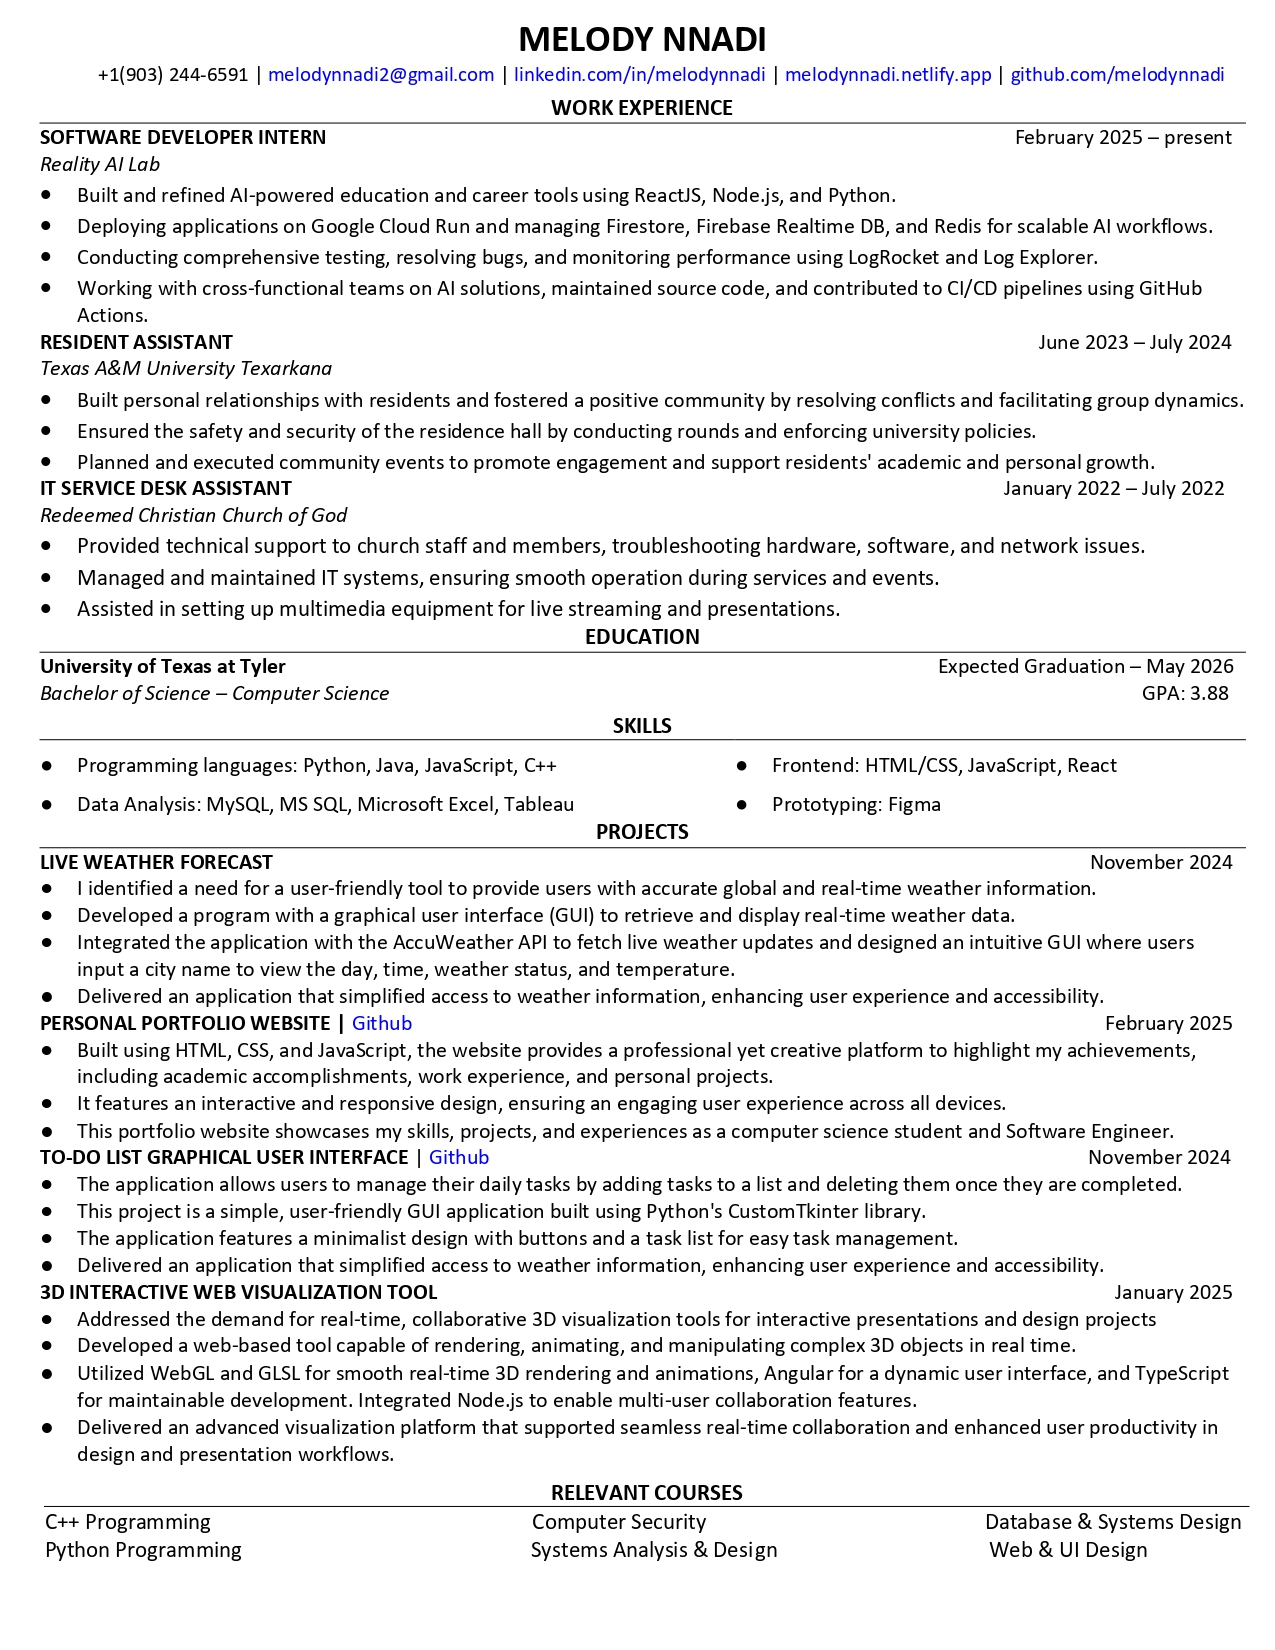 MELODY NNADI
+1(903) 244-6591 | melodynnadi2@gmail.com | linkedin.com/in/melodynnadi | melodynnadi.netlify.app | github.com/melodynnadi
WORK EXPERIENCE
SOFTWARE DEVELOPER INTERN February 2025 – present
Reality AI Lab
● Built and refined AI-powered education and career tools using ReactJS, Node.js, and Python.
● Deploying applications on Google Cloud Run and managing Firestore, Firebase Realtime DB, and Redis for scalable AI workflows.
● Conducting comprehensive testing, resolving bugs, and monitoring performance using LogRocket and Log Explorer.
● Working with cross-functional teams on AI solutions, maintained source code, and contributed to CI/CD pipelines using GitHub
Actions.
RESIDENT ASSISTANT June 2023 – July 2024
Texas A&M University Texarkana
● Built personal relationships with residents and fostered a positive community by resolving conflicts and facilitating group dynamics.
● Ensured the safety and security of the residence hall by conducting rounds and enforcing university policies.
● Planned and executed community events to promote engagement and support residents' academic and personal growth.
IT SERVICE DESK ASSISTANT January 2022 – July 2022
Redeemed Christian Church of God
● Provided technical support to church staff and members, troubleshooting hardware, software, and network issues.
● Managed and maintained IT systems, ensuring smooth operation during services and events.
● Assisted in setting up multimedia equipment for live streaming and presentations.
EDUCATION
University of Texas at Tyler Expected Graduation – May 2026
Bachelor of Science – Computer Science GPA: 3.88
SKILLS
● Programming languages: Python, Java, JavaScript, C++ ● Frontend: HTML/CSS, JavaScript, React
● Data Analysis: MySQL, MS SQL, Microsoft Excel, Tableau ● Prototyping: Figma
PROJECTS
LIVE WEATHER FORECAST November 2024
● I identified a need for a user-friendly tool to provide users with accurate global and real-time weather information.
● Developed a program with a graphical user interface (GUI) to retrieve and display real-time weather data.
● Integrated the application with the AccuWeather API to fetch live weather updates and designed an intuitive GUI where users
input a city name to view the day, time, weather status, and temperature.
● Delivered an application that simplified access to weather information, enhancing user experience and accessibility.
PERSONAL PORTFOLIO WEBSITE | Github February 2025
● Built using HTML, CSS, and JavaScript, the website provides a professional yet creative platform to highlight my achievements,
including academic accomplishments, work experience, and personal projects.
● It features an interactive and responsive design, ensuring an engaging user experience across all devices.
● This portfolio website showcases my skills, projects, and experiences as a computer science student and Software Engineer.
TO-DO LIST GRAPHICAL USER INTERFACE | Github November 2024
● The application allows users to manage their daily tasks by adding tasks to a list and deleting them once they are completed.
● This project is a simple, user-friendly GUI application built using Python's CustomTkinter library.
● The application features a minimalist design with buttons and a task list for easy task management.
● Delivered an application that simplified access to weather information, enhancing user experience and accessibility.
3D INTERACTIVE WEB VISUALIZATION TOOL January 2025
● Addressed the demand for real-time, collaborative 3D visualization tools for interactive presentations and design projects
● Developed a web-based tool capable of rendering, animating, and manipulating complex 3D objects in real time.
● Utilized WebGL and GLSL for smooth real-time 3D rendering and animations, Angular for a dynamic user interface, and TypeScript
for maintainable development. Integrated Node.js to enable multi-user collaboration features.
● Delivered an advanced visualization platform that supported seamless real-time collaboration and enhanced user productivity in
design and presentation workflows.
RELEVANT COURSES
C++ Programming Computer Security Database & Systems Design
Python Programming Systems Analysis & Design Web & UI Design